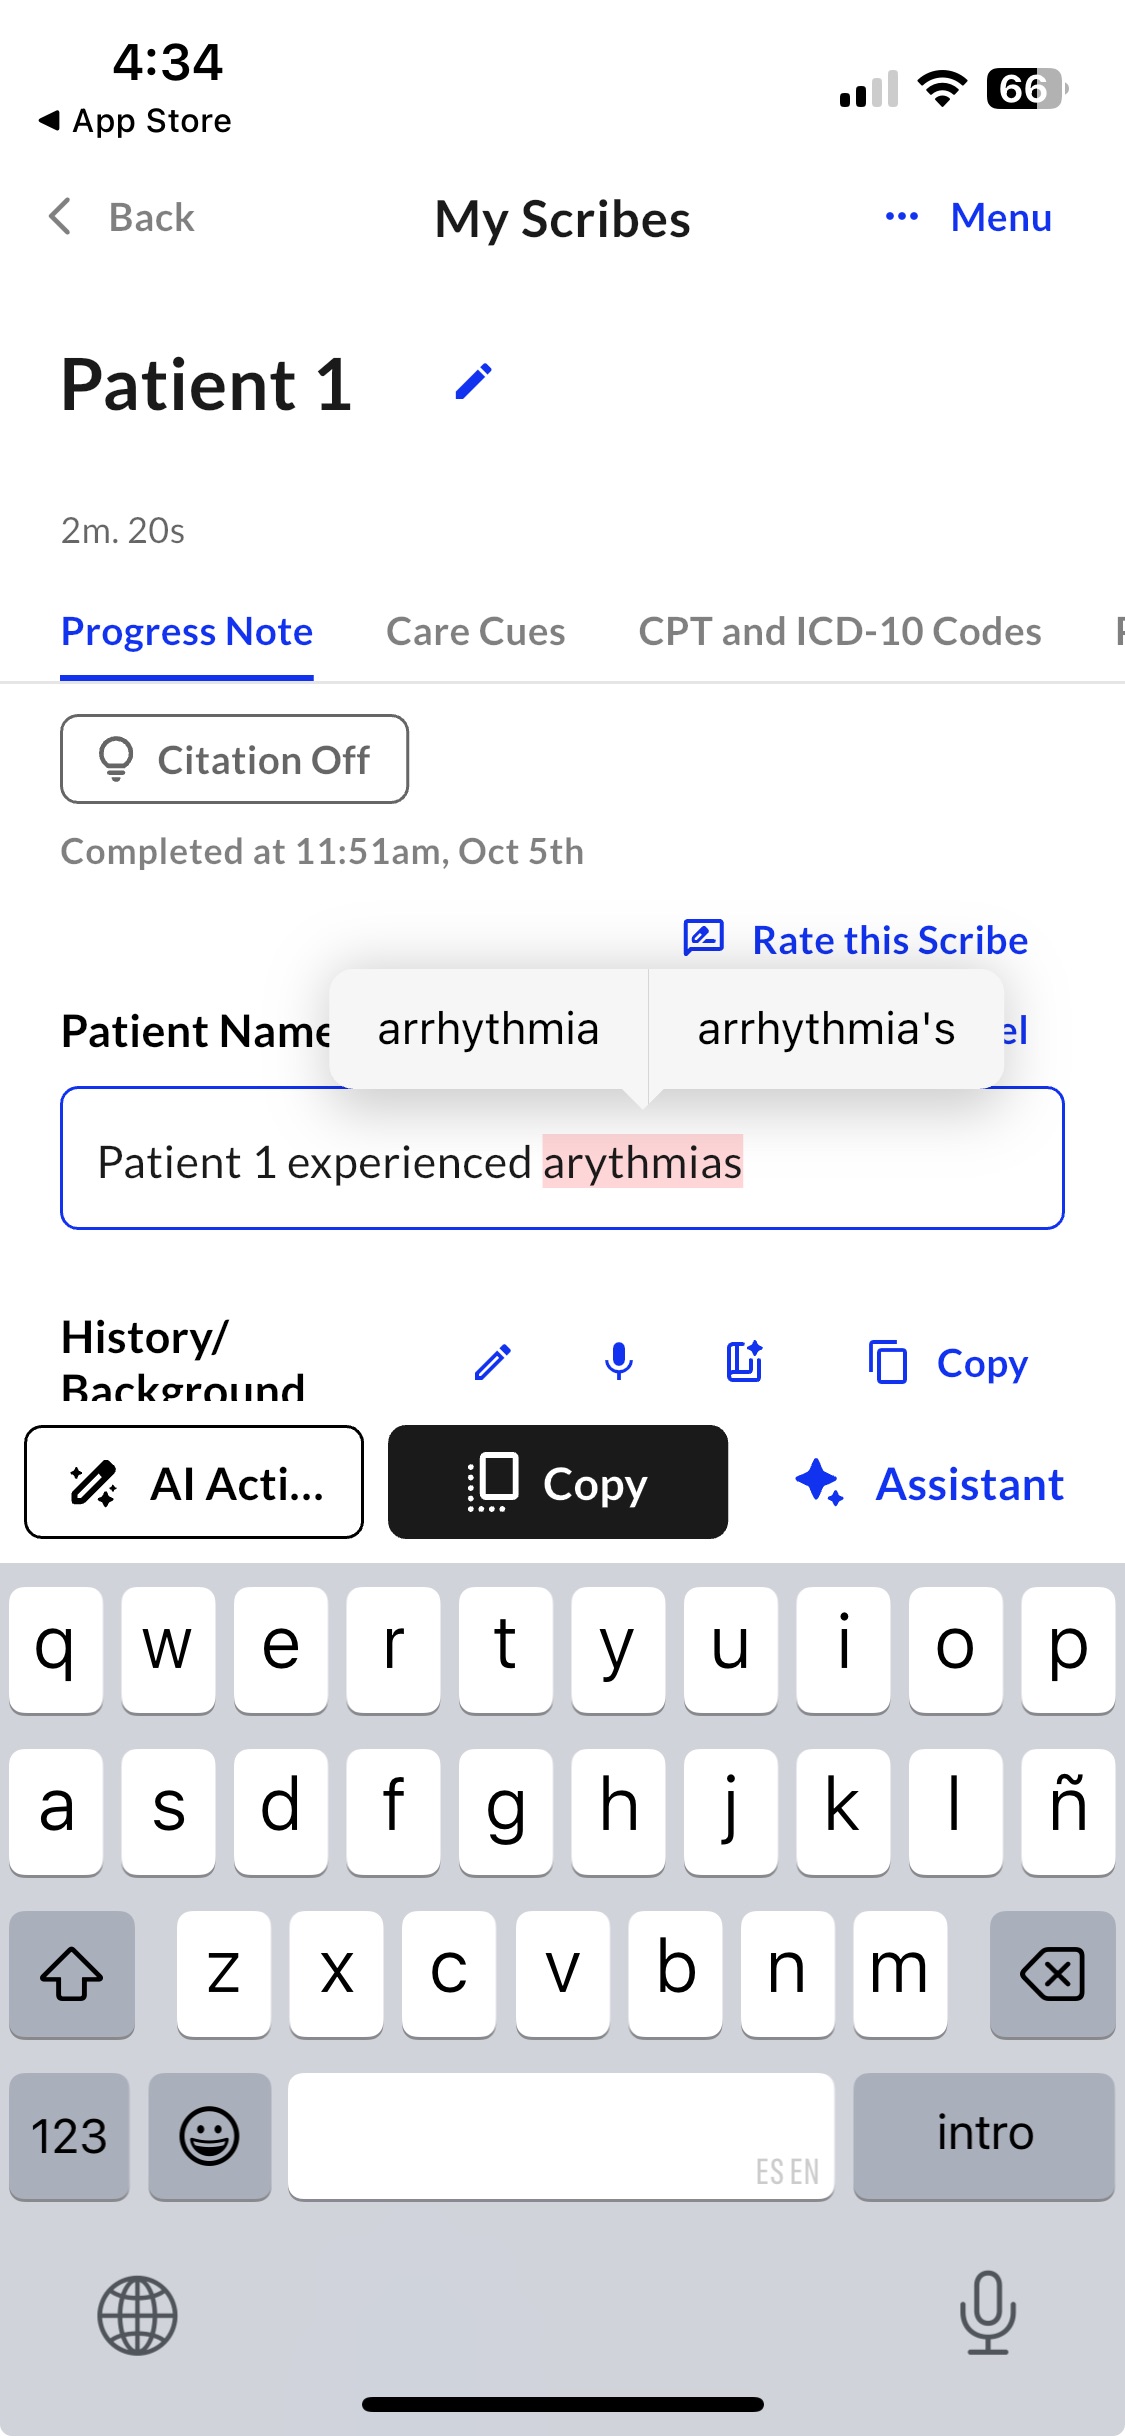 4:34
66
App Store
Back
My Scribes
Menu
Patient 1
2m. 20s
Progress Note
Care Cues
CPT and ICD-10 Codes
Citation Off
Completed at 11:51am, Oct 5th
Rate this Scribe
arrhythmia
arrhythmia's
Patient Name
Patient 1 experienced arythmias
History/
Background
Copy
AI Acti...
Copy
Assistant
q w e r t y u i o p
a s d f g h j k l ñ
z x c v b n m
123
ES EN
intro